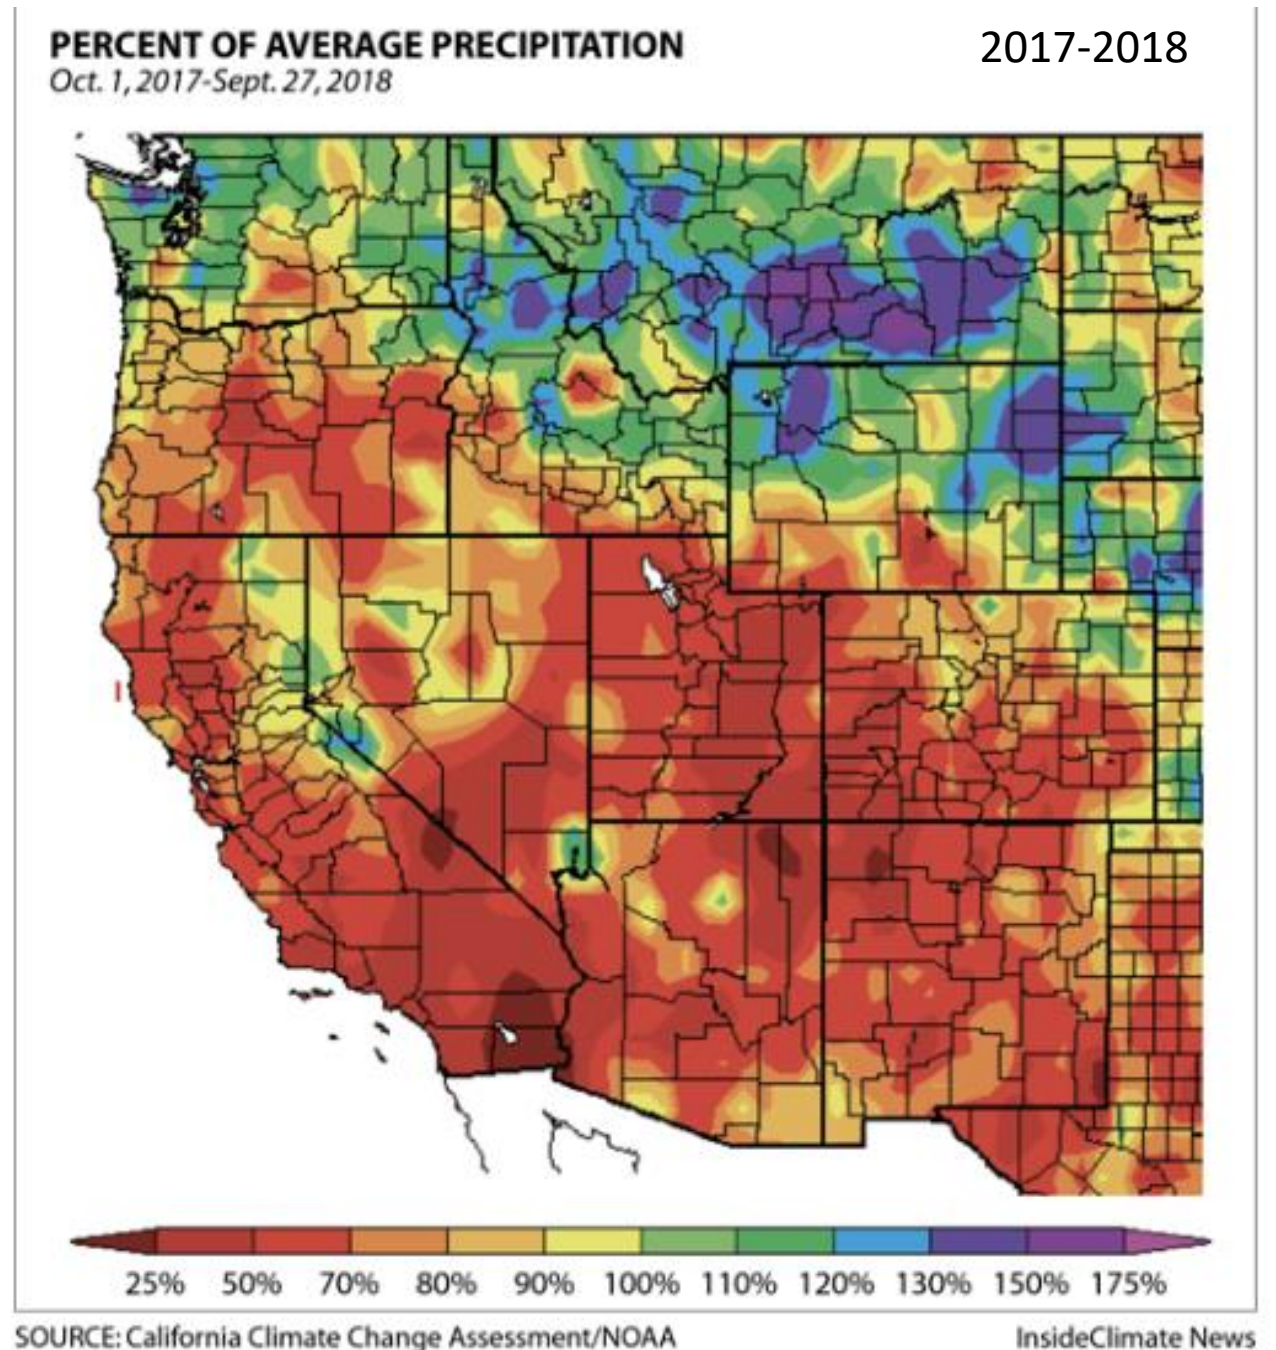 PERCENT OF AVERAGE PRECIPITATION
2017-2018
Oct. 1, 2017-Sept. 27, 2018
25% 50% 70% 80% 90% 100% 110% 120% 130% 150% 175%
SOURCE: California Climate Change Assessment/NOAA
InsideClimate News